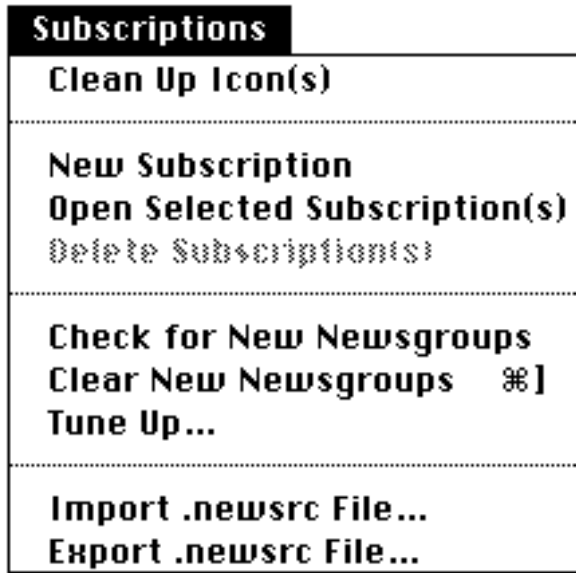 Subscriptions
Clean Up Icon(s)
New Subscription
Open Selected Subscription(s)
Delete Subscription(s)
Check for New Newsgroups
Clear New Newsgroups ⌘]
Tune Up...
Import .newsrc File...
Export .newsrc File...